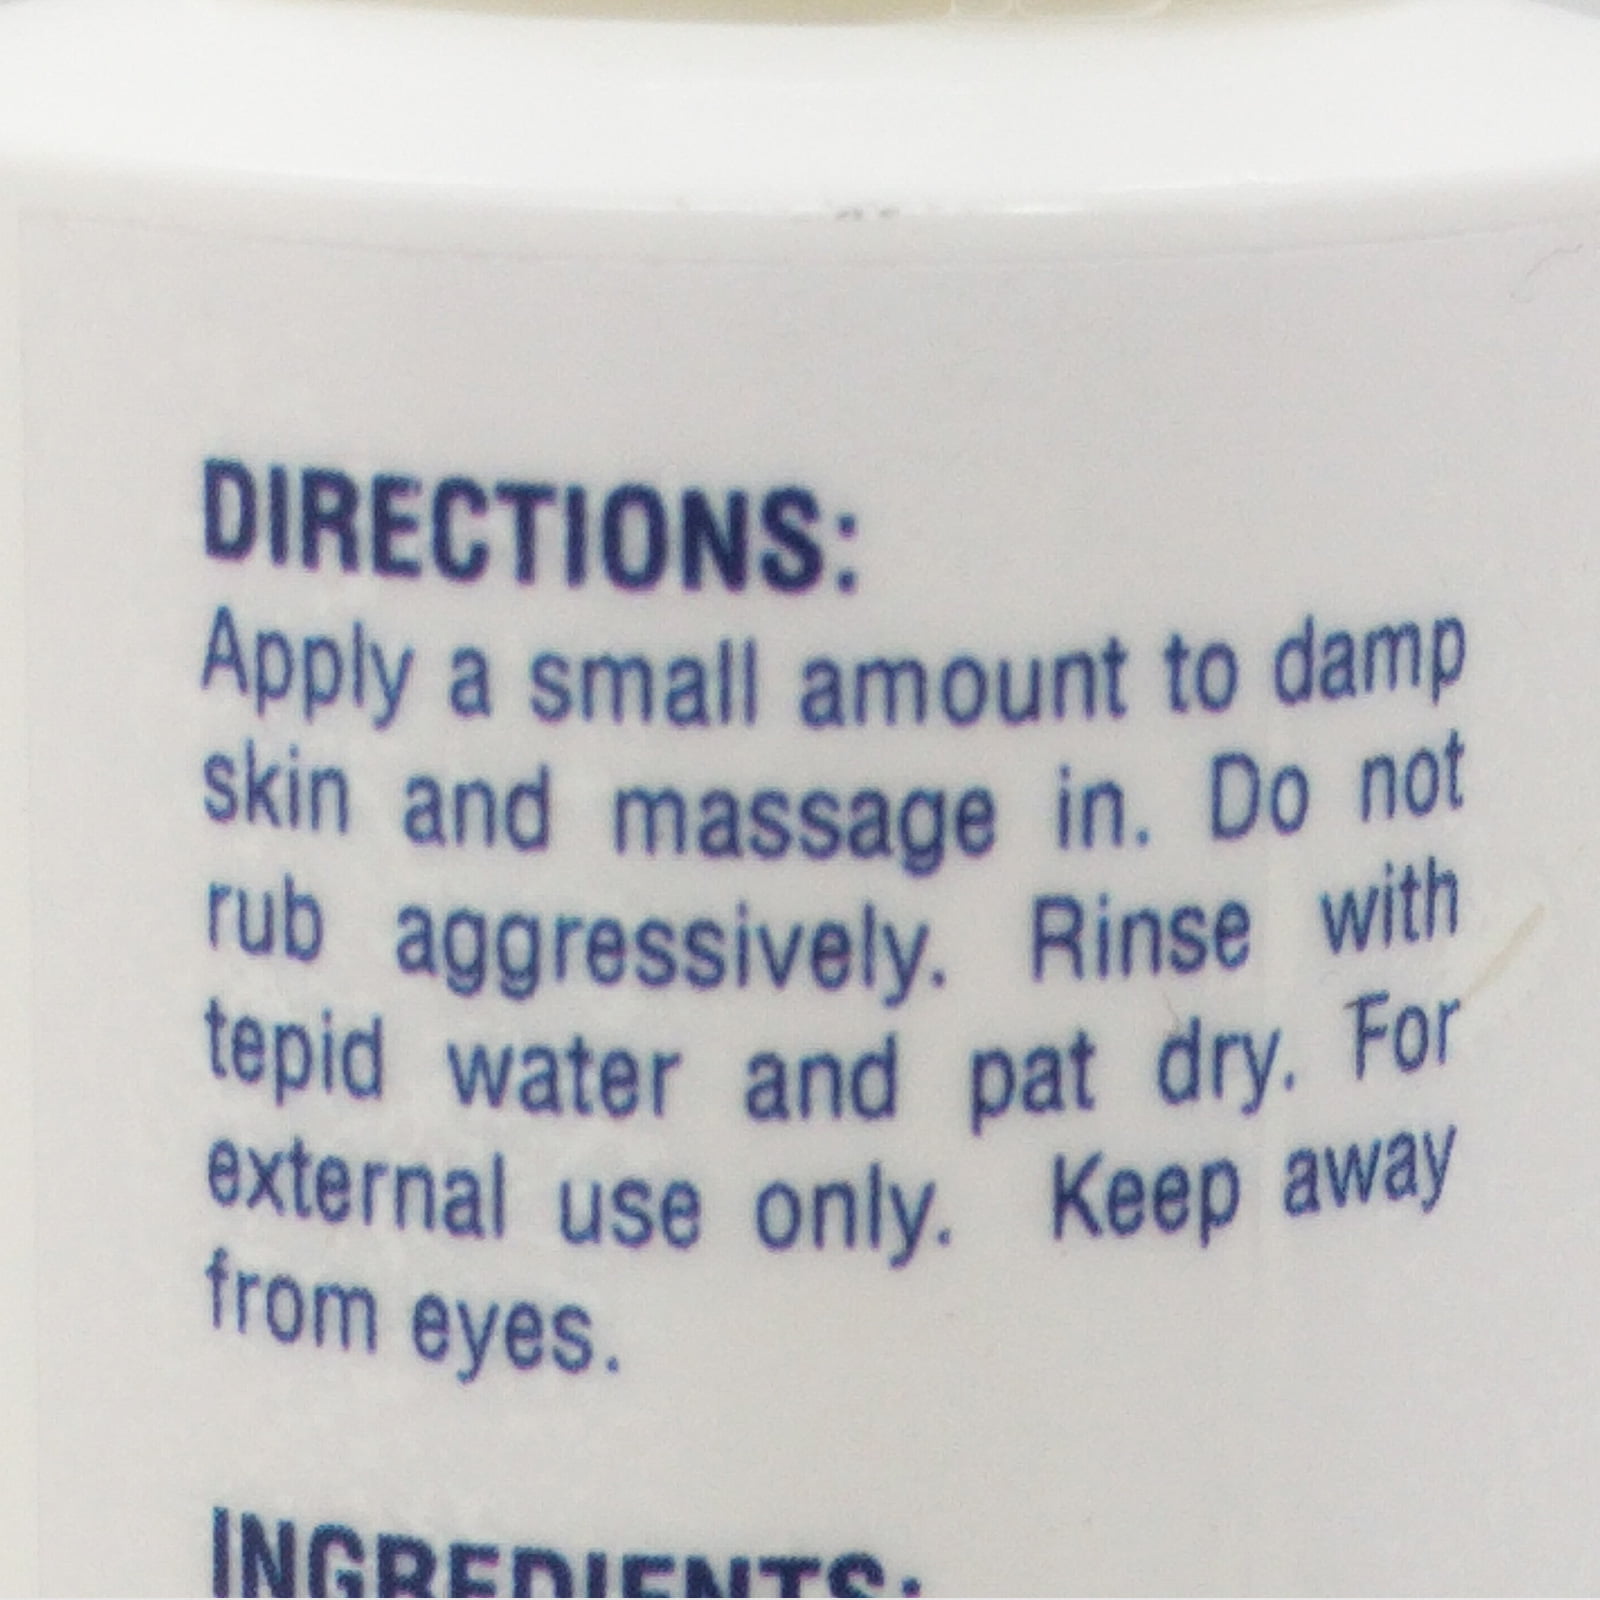 DIRECTIONS:
Apply a small amount to damp
skin and massage in. Do not
rub aggressively. Rinse with
tepid water and pat dry. For
external use only. Keep away
from eyes.
INGREDIENTS: